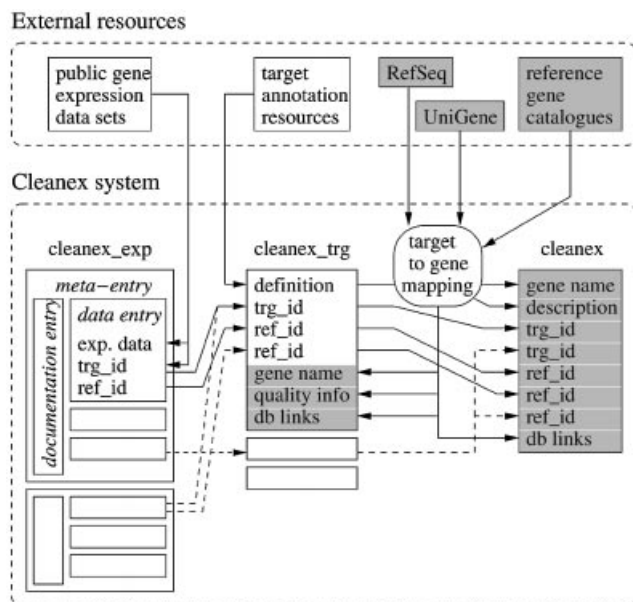 External resources
public gene
expression
data sets
target
annotation
resources
RefSeq
UniGene
reference
gene
catalogues
Cleanex system
cleanex_exp
meta−entry
documentation entry
data entry
exp. data
trg_id
ref_id
cleanex_trg
definition
trg_id
ref_id
ref_id
gene name
quality info
db links
target
to gene
mapping
cleanex
gene name
description
trg_id
trg_id
ref_id
ref_id
ref_id
db links